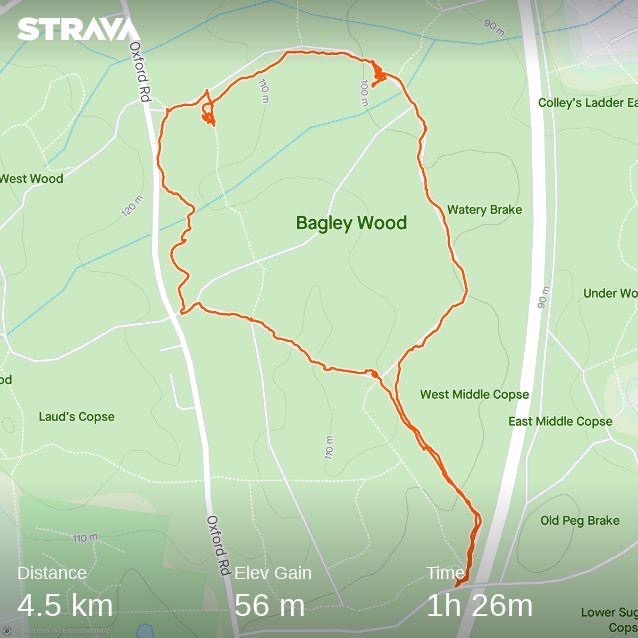 STRAVA
90 m
Oxford Rd
110 m
100 m
Colley's Ladder Ea
West Wood
120 m
Watery Brake
Bagley Wood
90 m
Under Wo
West Middle Copse
Laud's Copse
East Middle Copse
110 m
Old Peg Brake
110 m
Oxford Rd
Distance
Elev Gain
Time
4.5 km
56 m
1h 26m
Lower Sug
Cops